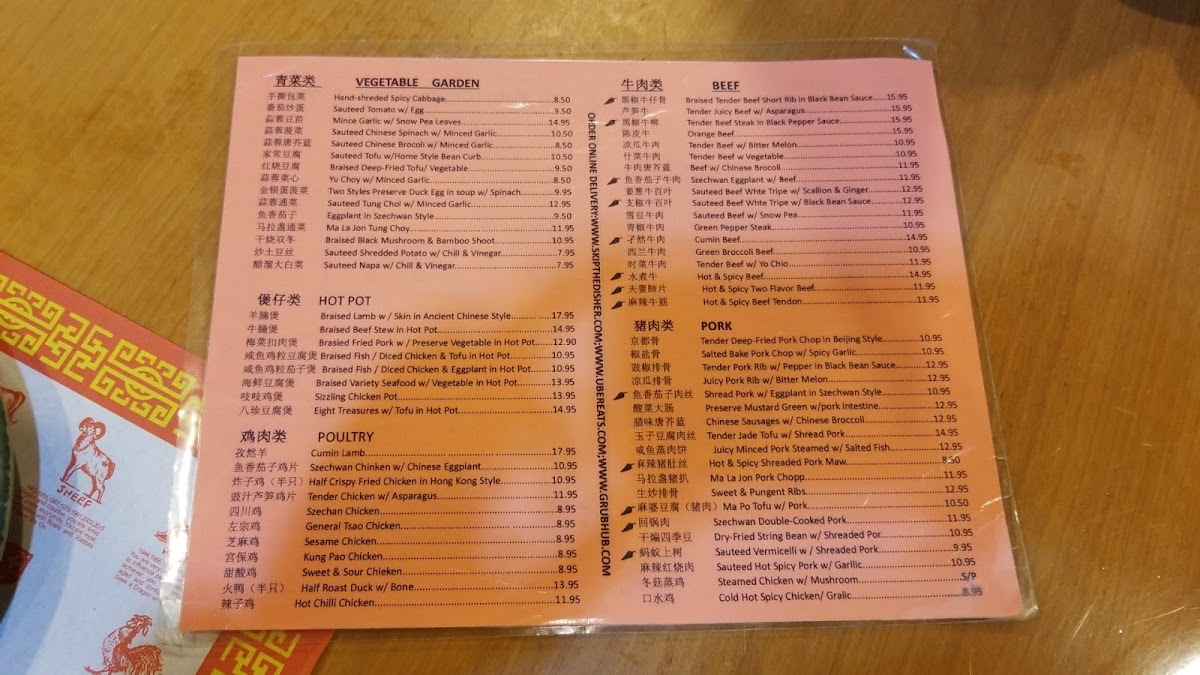 青菜类 VEGETABLE GARDEN
手撕包菜 Hand-shreded Spicy Cabbage 8.50
番茄炒蛋 Sauteed Tomato w/ Egg 9.50
蒜蓉豆苗 Mince Garlic w/ Snow Pea Leaves 14.95
蒜蓉菠菜 Sauteed Chinese Spinach w/ Minced Garlic 10.50
蒜蓉唐芥蓝 Sauteed Chinese Brocoli w/ Minced Garlic 8.50
家常豆腐 Sauteed Tofu w/Home Style Bean Curb 10.50
红烧豆腐 Braised Deep-Fried Tofu/ Vegetable 9.50
蒜蓉菜心 Yu Choy w/ Minced Garlic 8.50
金银蛋菠菜 Two Styles Preserve Duck Egg in soup w/ Spinach 9.95
蒜蓉通菜 Sauteed Tung Choi w/ Minced Garlic 12.95
鱼香茄子 Eggplant in Szechwan Style 9.50
马拉盏通菜 Ma La Jon Tung Choy 11.95
干烧双冬 Braised Black Mushroom & Bamboo Shoot 10.95
炒土豆丝 Sauteed Shredded Potato w/ Chill & Vinegar 7.95
醋溜大白菜 Sauteed Napa w/ Chill & Vinegar 7.95
煲仔类 HOT POT
羊腩煲 Braised Lamb w / Skin in Ancient Chinese Style 17.95
牛腩煲 Braised Beef Stew in Hot Pot 14.95
梅菜扣肉煲 Brasied Fried Pork w / Preserve Vegetable in Hot Pot 12.90
咸鱼鸡粒豆腐煲 Braised Fish / Diced Chicken & Tofu in Hot Pot 10.95
咸鱼鸡粒茄子煲 Braised Fish / Diced Chicken & Eggplant in Hot Pot 10.95
海鲜豆腐煲 Braised Variety Seafood w/ Vegetable in Hot Pot 13.95
吱吱鸡煲 Sizzling Chicken Pot 13.95
八珍豆腐煲 Eight Treasures w/ Tofu in Hot Pot 14.95
鸡肉类 POULTRY
孜然羊 Cumin Lamb 17.95
鱼香茄子鸡片 Szechwan Chinken w/ Chinese Eggplant 10.95
炸子鸡（半只） Half Crispy Fried Chicken in Hong Kong Style 10.95
豉汁芦笋鸡片 Tender Chicken w/ Asparagus 11.95
四川鸡 Szechan Chicken 8.95
左宗鸡 General Tsao Chicken 8.95
芝麻鸡 Sesame Chicken 8.95
宫保鸡 Kung Pao Chicken 8.95
甜酸鸡 Sweet & Sour Chieken 8.95
火鸭（半只） Half Roast Duck w/ Bone 13.95
辣子鸡 Hot Chilli Chicken 11.95
ORDER ONLINE DELIVERY:WWW.SKIPTHEDISHER.COM;WWW.UBEREATS.COM;WWW.GRUBHUB.COM
牛肉类 BEEF
黑椒牛仔骨 Braised Tender Beef Short Rib in Black Bean Sauce 15.95
芦笋牛 Tender Juicy Beef w/ Asparagus 15.95
黑椒牛柳 Tender Beef Steak in Black Pepper Sauce 15.95
陈皮牛 Orange Beef 15.95
凉瓜牛肉 Tender Beef w/ Bitter Melon 10.95
什菜牛肉 Tender Beef w Vegetable 10.95
牛肉唐芥蓝 Beef w/ Chinese Brocoli 11.95
鱼香茄子牛肉 Szechwan Eggplant w/ Beef 11.95
姜葱牛百叶 Sauteed Beef Whte Tripe w/ Scallion & Ginger 12.95
支椒牛百叶 Sauteed Beef Whte Tripe w/ Black Bean Sauce 12.95
雪豆牛肉 Sauteed Beef w/ Snow Pea 11.95
青椒牛肉 Green Pepper Steak 10.95
孖然牛肉 Cumin Beef 14.95
西兰牛肉 Green Broccoli Beef 10.95
时菜牛肉 Tender Beef w/ Yo Chio 11.95
水煮牛 Hot & Spicy Beef 14.95
夫妻肺片 Hot & Spicy Two Flavor Beef 11.95
麻辣牛筋 Hot & Spicy Beef Tendon 11.95
猪肉类 PORK
京都骨 Tender Deep-Fried Pork Chop in Beijing Style 10.95
椒盐骨 Salted Bake Pork Chop w/ Spicy Garlic 10.95
豉椒排骨 Tender Pork Rib w/ Pepper in Black Bean Sauce 12.95
凉瓜排骨 Juicy Pork Rib w/ Bitter Melon 12.95
鱼香茄子肉丝 Shread Pork w/ Eggplant in Szechwan Style 10.95
酸菜大肠 Preserve Mustard Green w/pork Intestine 12.95
腊味唐芥蓝 Chinese Sausages w/ Chinese Broccoli 12.95
玉子豆腐肉丝 Tender Jade Tofu w/ Shread Pork 14.95
咸鱼蒸肉饼 Juicy Minced Pork Steamed w/ Salted Fish 12.95
麻辣猪肚丝 Hot & Spicy Shreaded Pork Maw 8.50
马拉盏猪扒 Ma La Jon Pork Chopp 11.95
生炒排骨 Sweet & Pungent Ribs 12.95
麻婆豆腐（猪肉） Ma Po Tofu w/ Pork 10.50
回锅肉 Szechwan Double-Cooked Pork 11.95
干煸四季豆 Dry-Fried String Bean w/ Shreaded Por 12.95
蚂蚁上树 Sauteed Vermicelli w/ Shreaded Pork 9.95
麻辣红烧肉 Sauteed Hot Spicy Pork w/ Garillic 10.95
冬菇蒸鸡 Steamed Chicken w/ Mushroom S/P
口水鸡 Cold Hot Spicy Chicken/ Gralic 8.95
SHEEP